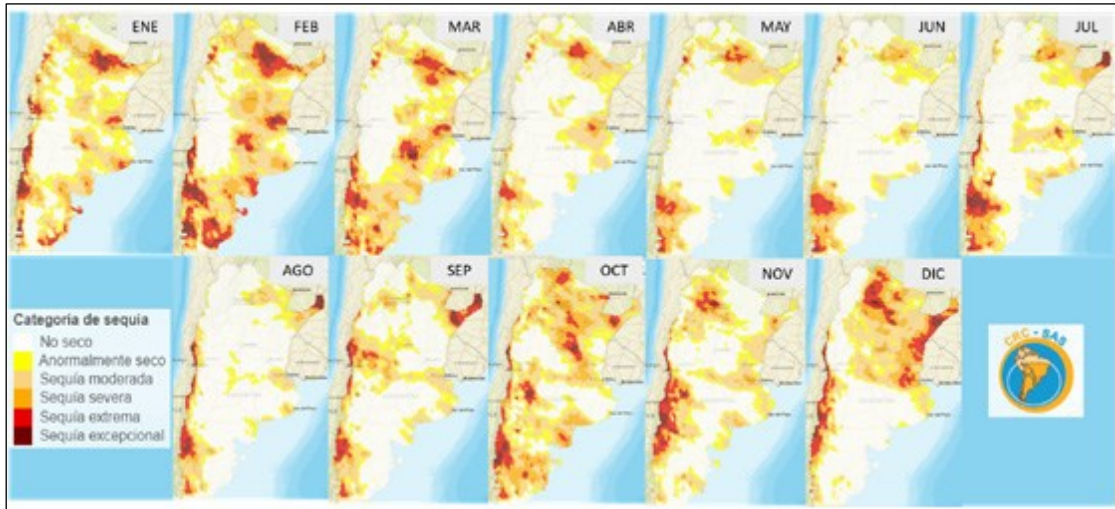 ENE
FEB
MAR
ABR
MAY
JUN
JUL
AGO
SEP
OCT
NOV
DIC
Categoría de sequía
No seco
Anormalmente seco
Sequía moderada
Sequía severa
Sequía extrema
Sequía excepcional
CRC - SAS